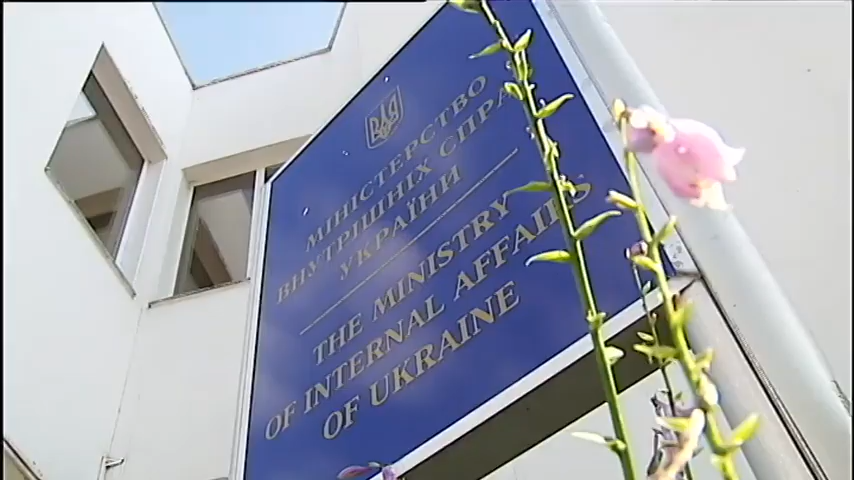 МІНІСТЕРСТВО
ВНУТРІШНІХ СПРАВ
УКРАЇНИ
THE MINISTRY
OF INTERNAL AFFAIRS
OF UKRAINE